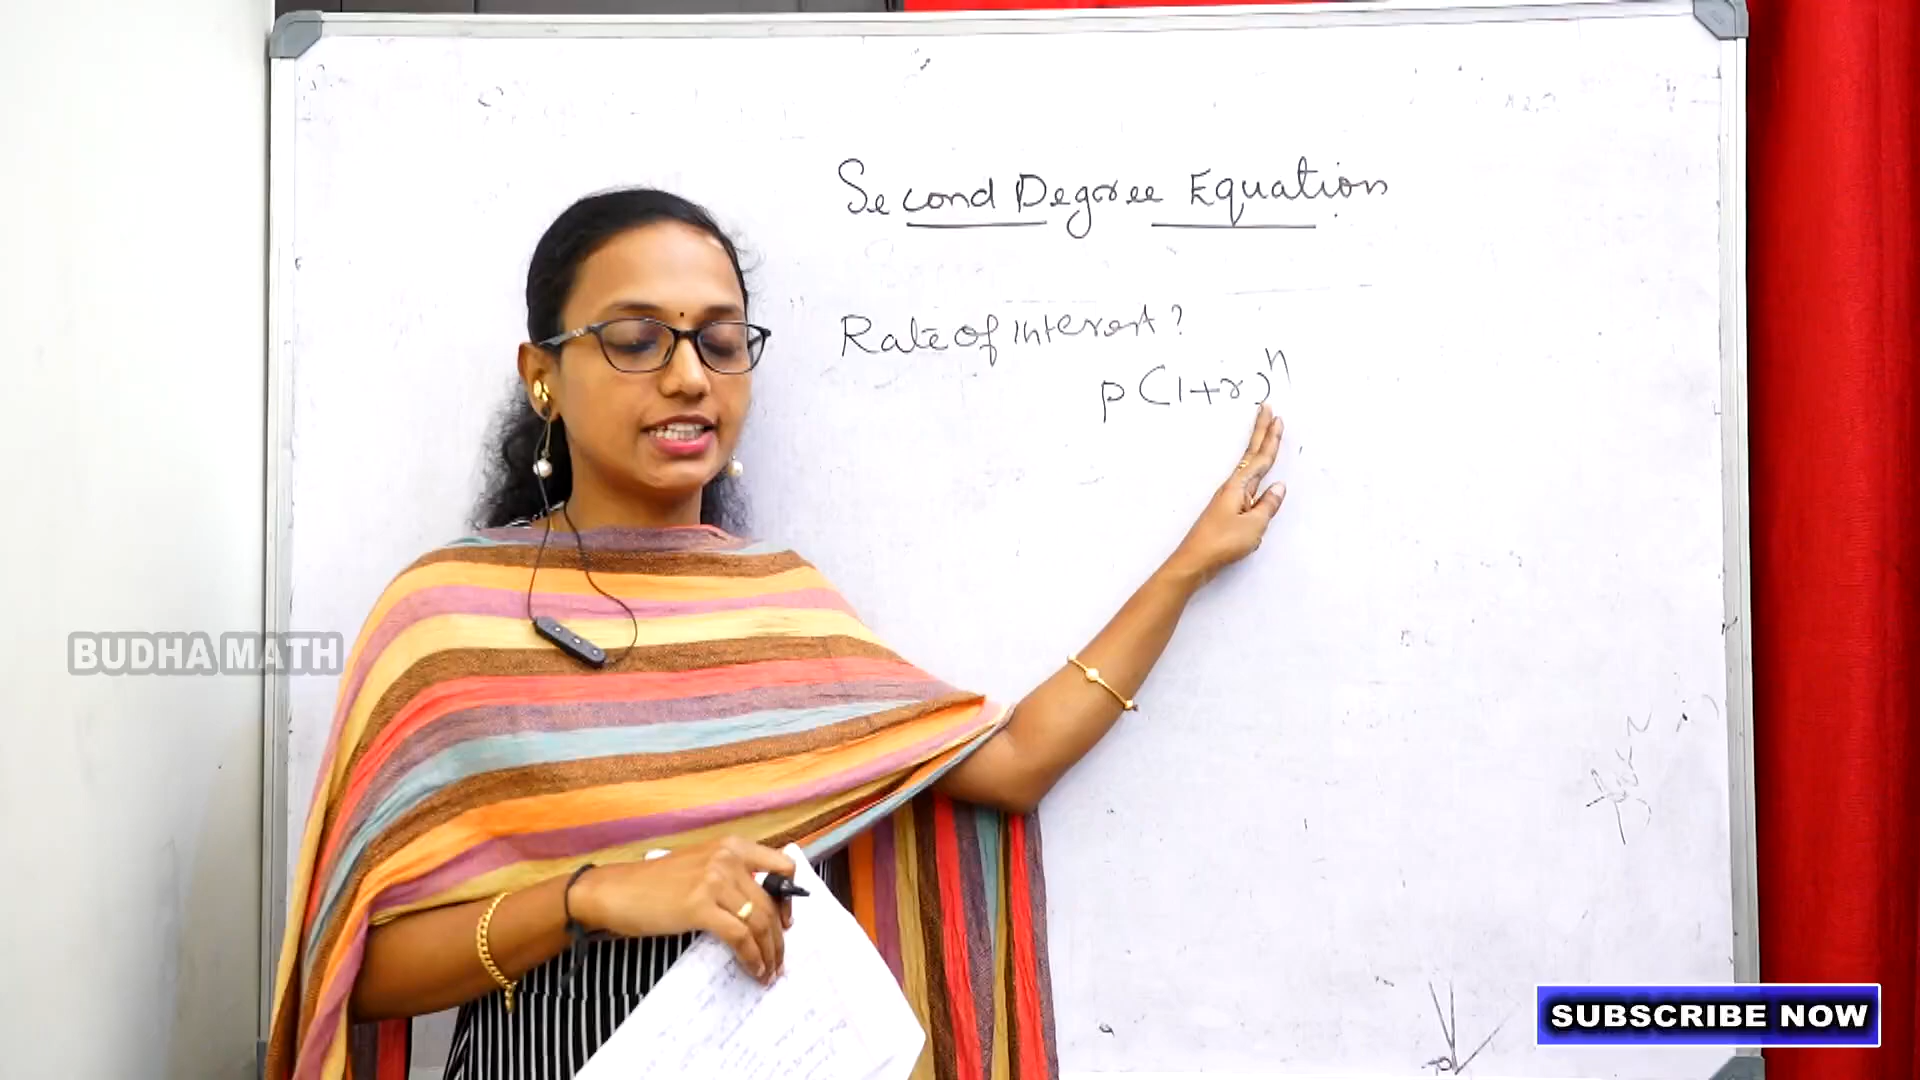 Second Degree Equation
Rate of interest?
p(1+r)^n
BUDHA MATH
SUBSCRIBE NOW